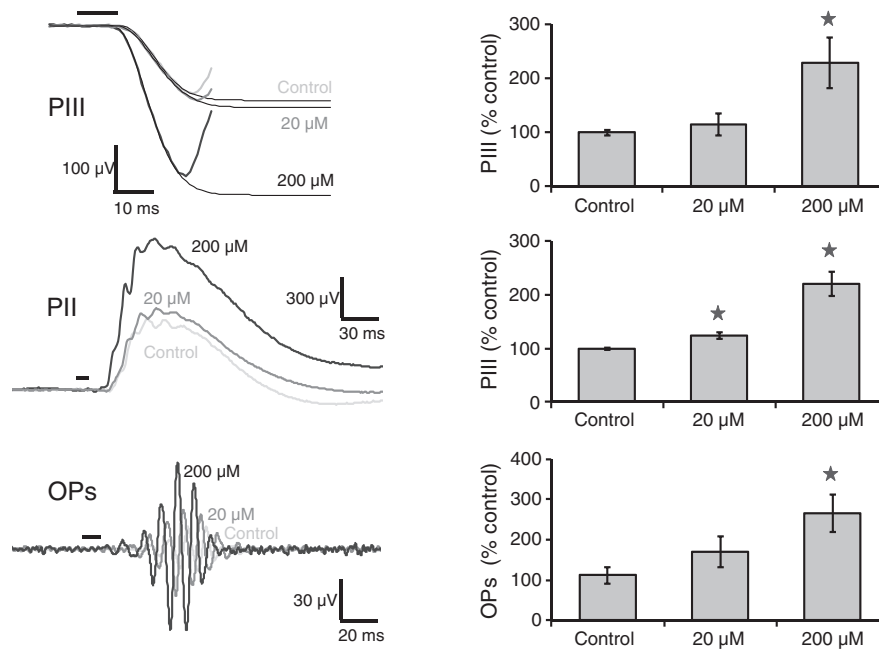 PIII
Control
20 µM
200 µM
100 µV
10 ms
PIII (% control)
300
200
100
0
Control
20 µM
200 µM
PII
200 µM
20 µM
Control
300 µV
30 ms
PIII (% control)
300
200
100
0
Control
20 µM
200 µM
OPs
200 µM
20 µM
Control
30 µV
20 ms
OPs (% control)
400
300
200
100
0
Control
20 µM
200 µM